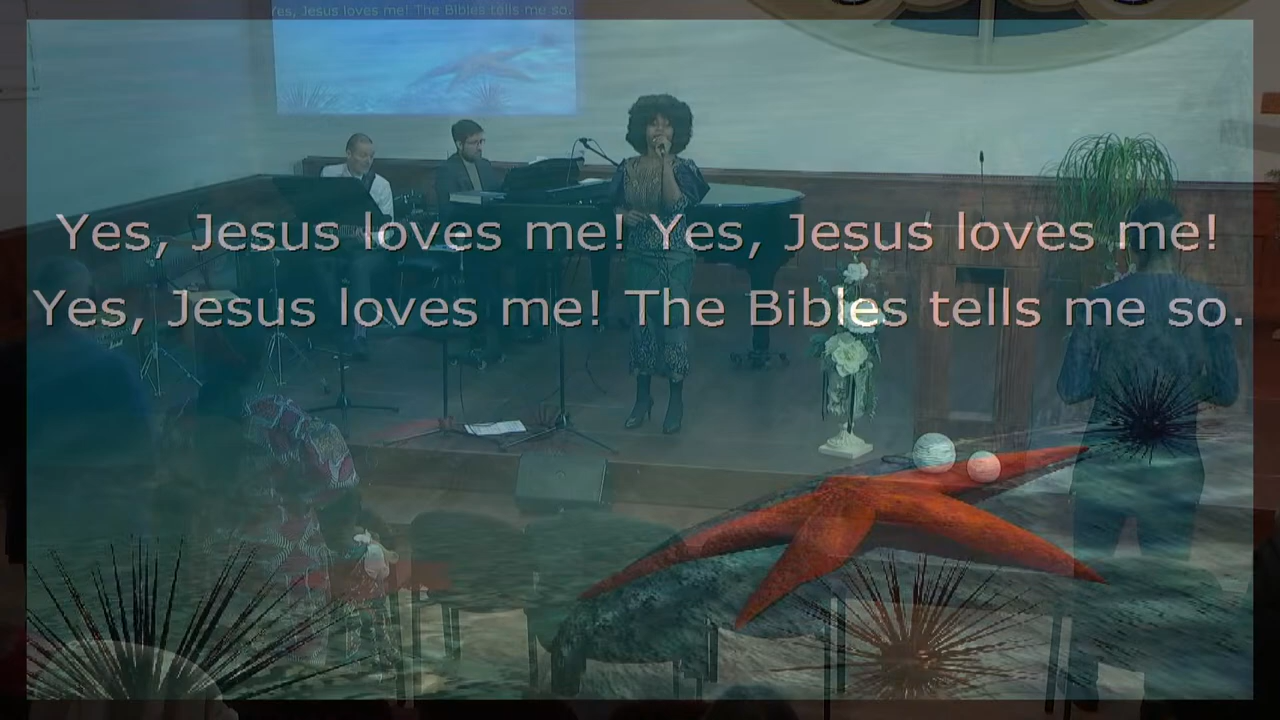 Yes, Jesus loves me! The Bibles tells me so.
Yes, Jesus loves me! Yes, Jesus loves me!
Yes, Jesus loves me! The Bibles tells me so.